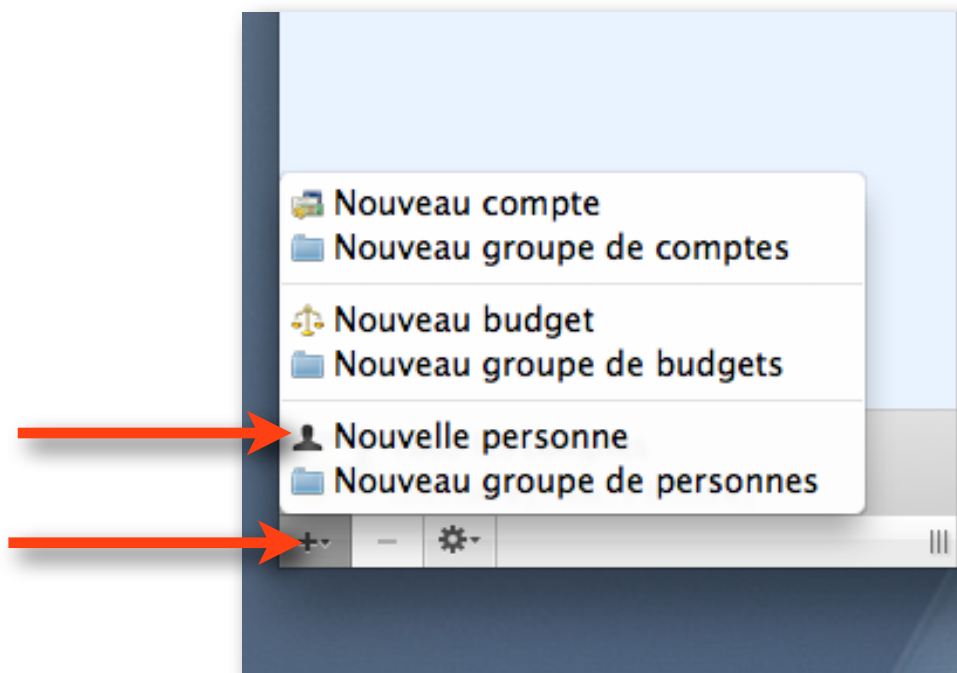 Nouveau compte
Nouveau groupe de comptes
Nouveau budget
Nouveau groupe de budgets
Nouvelle personne
Nouveau groupe de personnes